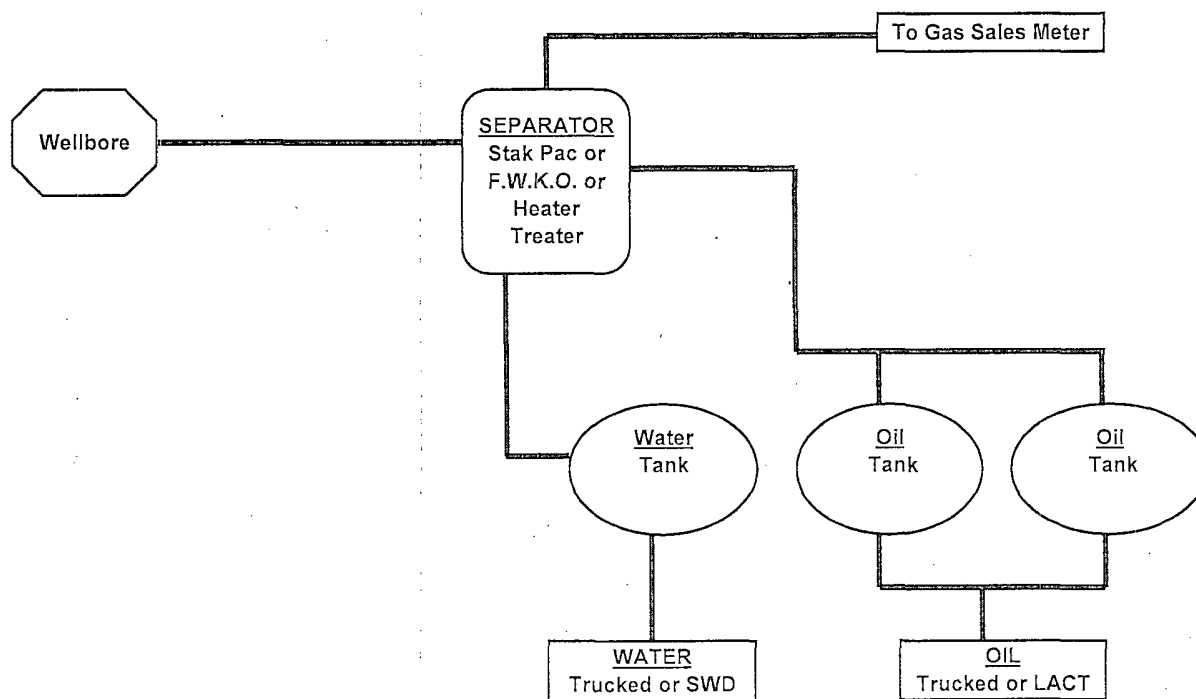 To Gas Sales Meter
Wellbore
SEPARATOR
Stak Pac or
F.W.K.O. or
Heater
Treater
Water
Tank
Oil
Tank
Oil
Tank
WATER
Trucked or SWD
OIL
Trucked or LACT